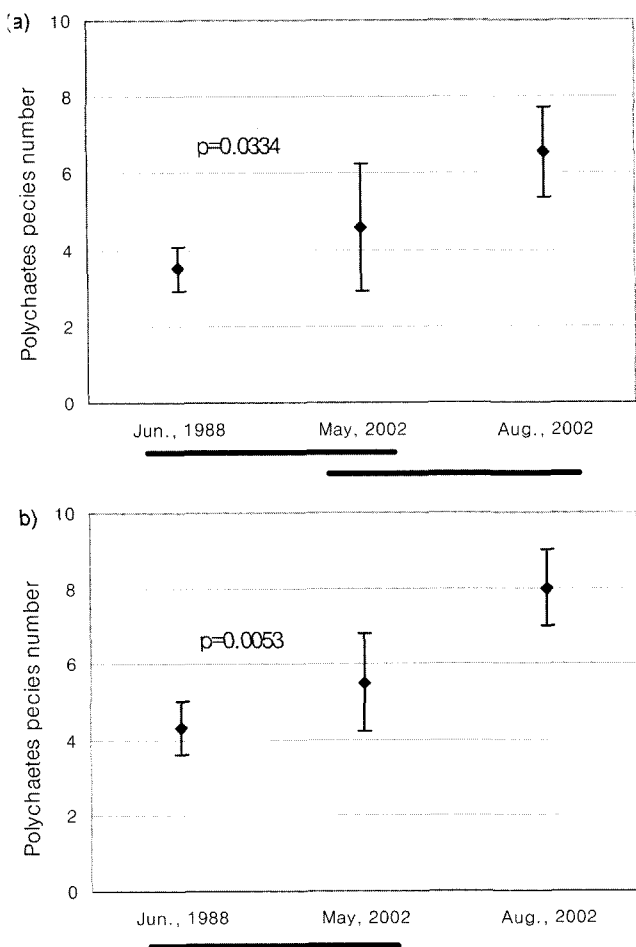 (a)
10
8
6
4
2
0
Polychaetes pecies number
p=0.0334
Jun., 1988 May, 2002 Aug., 2002
b)
10
8
6
4
2
0
Polychaetes pecies number
p=0.0053
Jun., 1988 May, 2002 Aug., 2002